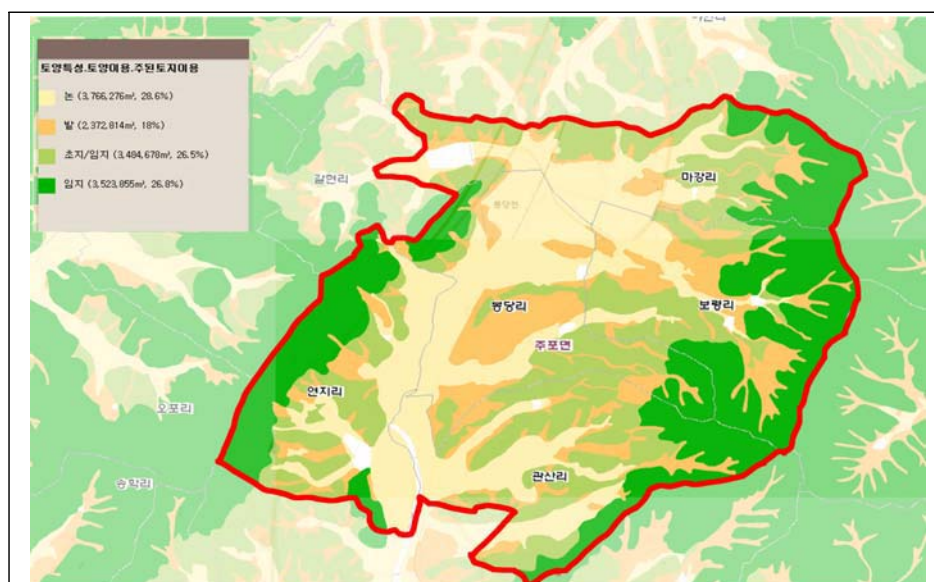 토양특성.토양이용.주된토지이용
논 (3,766,276㎡, 28.6%)
밭 (2,372,814㎡, 18%)
초지/임지 (3,484,678㎡, 26.5%)
임지 (3,523,855㎡, 26.8%)
갈현리
마강리
봉당리
보령리
주포면
연지리
오포리
관산리
송학리